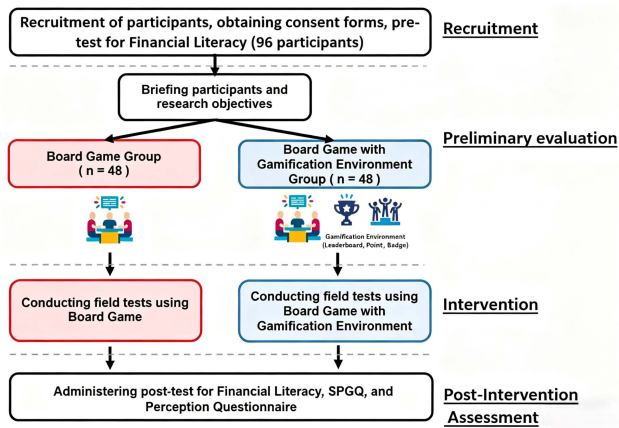 Recruitment of participants, obtaining consent forms, pre-
test for Financial Literacy (96 participants)
Recruitment
Briefing participants and
research objectives
Preliminary evaluation
Board Game Group
( n = 48 )
Board Game with
Gamification Environment
Group ( n = 48 )
Gamification Environment
(Leaderboard, Point, Badge)
Conducting field tests using
Board Game
Conducting field tests using
Board Game with
Gamification Environment
Intervention
Administering post-test for Financial Literacy, SPGQ, and
Perception Questionnaire
Post-Intervention
Assessment